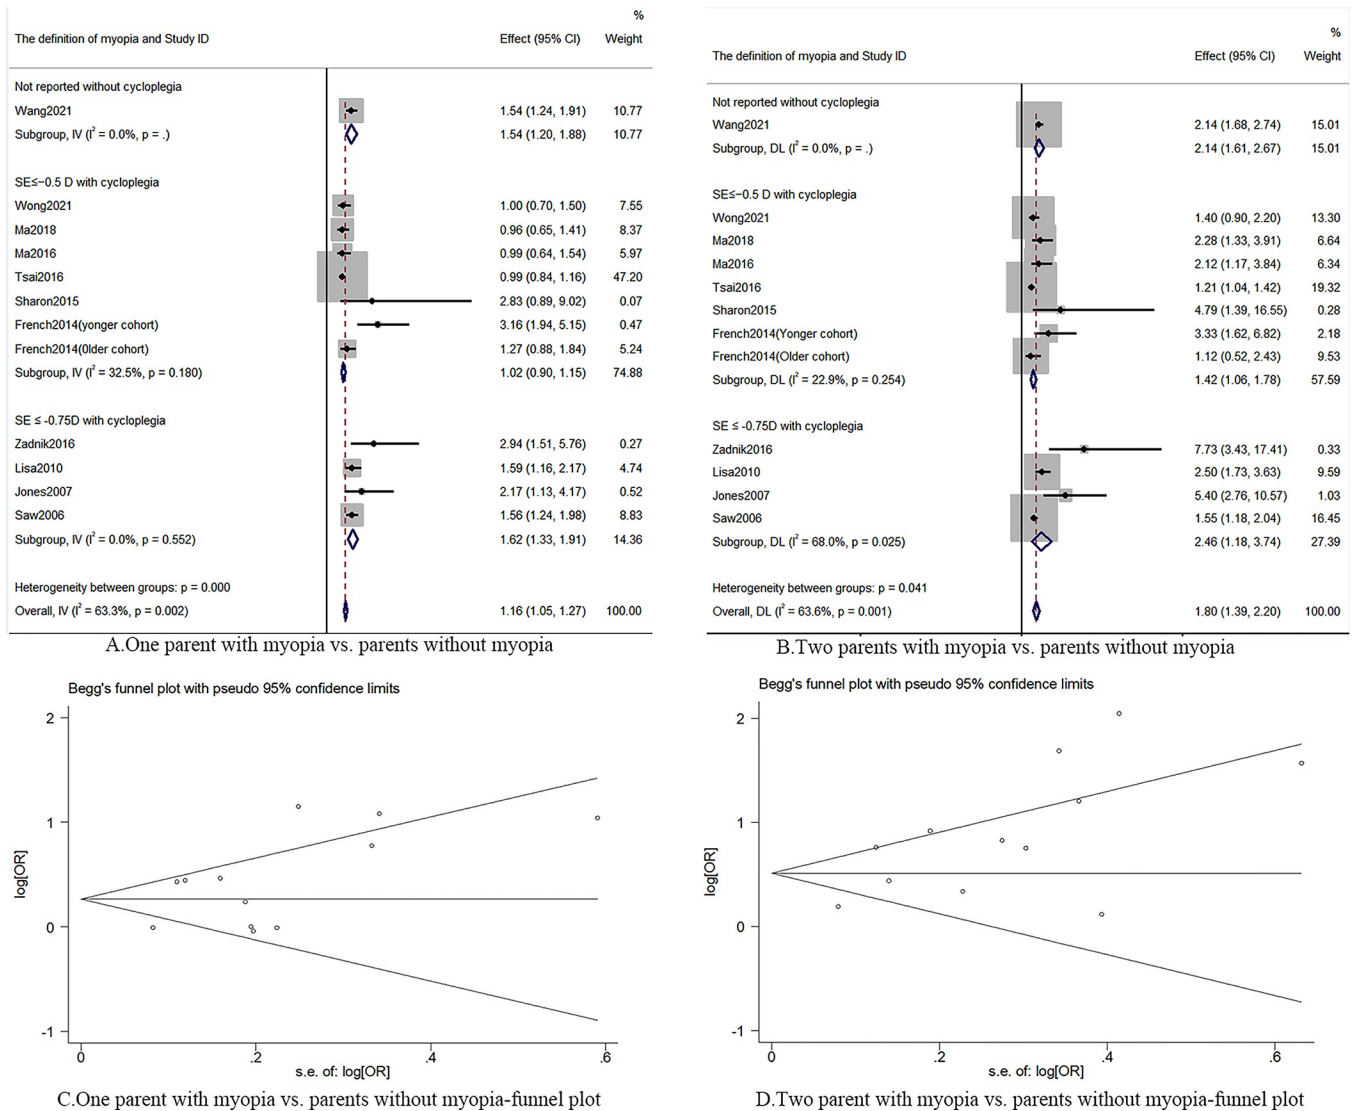 %
The definition of myopia and Study ID Effect (95% CI) Weight
Not reported without cycloplegia
Wang2021 1.54 (1.24, 1.91) 10.77
Subgroup, IV (I² = 0.0%, p = .) 1.54 (1.20, 1.88) 10.77
SE≤−0.5 D with cycloplegia
Wong2021 1.00 (0.70, 1.50) 7.55
Ma2018 0.96 (0.65, 1.41) 8.37
Ma2016 0.99 (0.64, 1.54) 5.97
Tsai2016 0.99 (0.84, 1.16) 47.20
Sharon2015 2.83 (0.89, 9.02) 0.07
French2014(yonger cohort) 3.16 (1.94, 5.15) 0.47
French2014(0lder cohort) 1.27 (0.88, 1.84) 5.24
Subgroup, IV (I² = 32.5%, p = 0.180) 1.02 (0.90, 1.15) 74.88
SE ≤ -0.75D with cycloplegia
Zadnik2016 2.94 (1.51, 5.76) 0.27
Lisa2010 1.59 (1.16, 2.17) 4.74
Jones2007 2.17 (1.13, 4.17) 0.52
Saw2006 1.56 (1.24, 1.98) 8.83
Subgroup, IV (I² = 0.0%, p = 0.552) 1.62 (1.33, 1.91) 14.36
Heterogeneity between groups: p = 0.000
Overall, IV (I² = 63.3%, p = 0.002) 1.16 (1.05, 1.27) 100.00
A.One parent with myopia vs. parents without myopia
%
The definition of myopia and Study ID Effect (95% CI) Weight
Not reported without cycloplegia
Wang2021 2.14 (1.68, 2.74) 15.01
Subgroup, DL (I² = 0.0%, p = .) 2.14 (1.61, 2.67) 15.01
SE≤−0.5 D with cycloplegia
Wong2021 1.40 (0.90, 2.20) 13.30
Ma2018 2.28 (1.33, 3.91) 6.64
Ma2016 2.12 (1.17, 3.84) 6.34
Tsai2016 1.21 (1.04, 1.42) 19.32
Sharon2015 4.79 (1.39, 16.55) 0.28
French2014(Yonger cohort) 3.33 (1.62, 6.82) 2.18
French2014(Older cohort) 1.12 (0.52, 2.43) 9.53
Subgroup, DL (I² = 22.9%, p = 0.254) 1.42 (1.06, 1.78) 57.59
SE ≤ -0.75D with cycloplegia
Zadnik2016 7.73 (3.43, 17.41) 0.33
Lisa2010 2.50 (1.73, 3.63) 9.59
Jones2007 5.40 (2.76, 10.57) 1.03
Saw2006 1.55 (1.18, 2.04) 16.45
Subgroup, DL (I² = 68.0%, p = 0.025) 2.46 (1.18, 3.74) 27.39
Heterogeneity between groups: p = 0.041
Overall, DL (I² = 63.6%, p = 0.001) 1.80 (1.39, 2.20) 100.00
B.Two parents with myopia vs. parents without myopia
Begg's funnel plot with pseudo 95% confidence limits
2
1
0
-1
log[OR]
0 .2 .4 .6
s.e. of: log[OR]
C.One parent with myopia vs. parents without myopia-funnel plot
Begg's funnel plot with pseudo 95% confidence limits
2
1
0
-1
log[OR]
0 .2 .4 .6
s.e. of: log[OR]
D.Two parent with myopia vs. parents without myopia-funnel plot